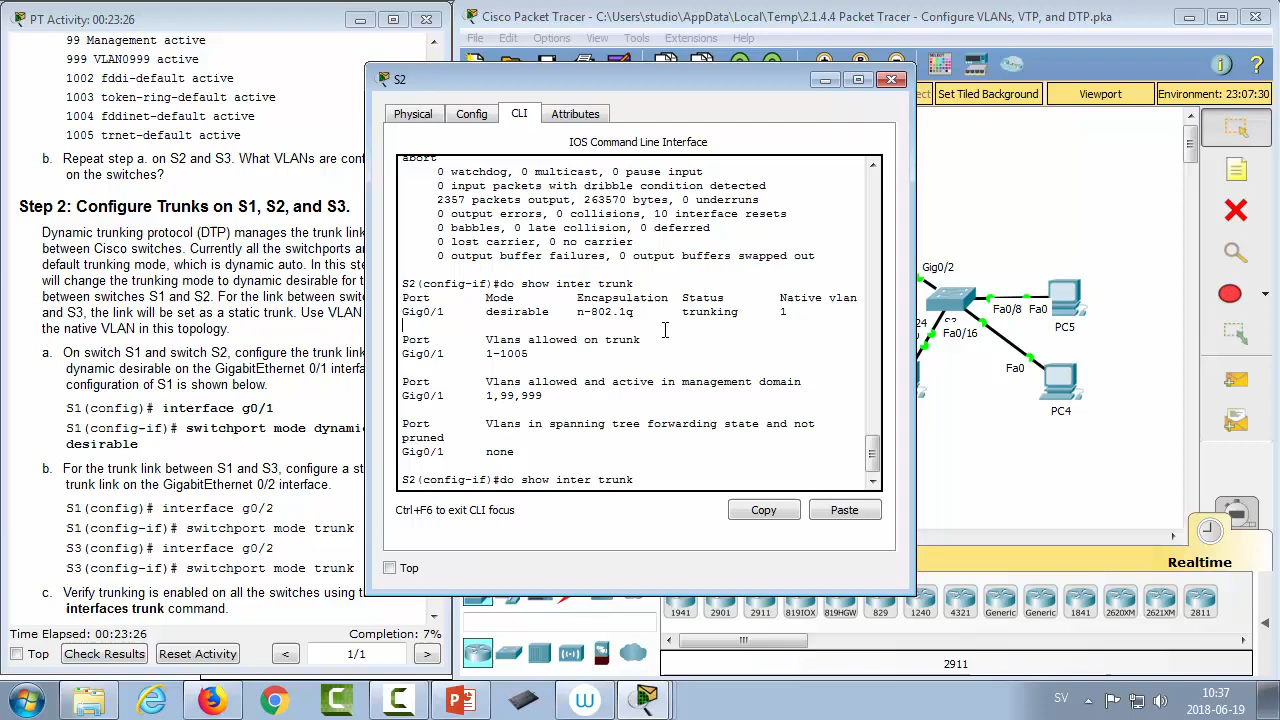 PT Activity: 00:23:26
99 Management active
999 VLAN0999 active
1002 fddi-default active
1003 token-ring-default active
1004 fddinet-default active
1005 trnet-default active
b. Repeat step a. on S2 and S3. What VLANs are con
on the switches?
Step 2: Configure Trunks on S1, S2, and S3.
Dynamic trunking protocol (DTP) manages the trunk link
between Cisco switches. Currently all the switchports ar
default trunking mode, which is dynamic auto. In this ste
will change the trunking mode to dynamic desirable for t
between switches S1 and S2. For the link between swit
and S3, the link will be set as a static trunk. Use VLAN
the native VLAN in this topology.
a. On switch S1 and switch S2, configure the trunk link
dynamic desirable on the GigabitEthernet 0/1 interfa
configuration of S1 is shown below.
S1(config)# interface g0/1
S1(config-if)# switchport mode dynamic
desirable
b. For the trunk link between S1 and S3, configure a st
trunk link on the GigabitEthernet 0/2 interface.
S1(config)# interface g0/2
S1(config-if)# switchport mode trunk
S3(config)# interface g0/2
S3(config-if)# switchport mode trunk
c. Verify trunking is enabled on all the switches using t
interfaces trunk command.
Time Elapsed: 00:23:26 Completion: 7%
Top Check Results Reset Activity < 1/1 >
Cisco Packet Tracer - C:\Users\studio\AppData\Local\Temp\2.1.4.4 Packet Tracer - Configure VLANs, VTP, and DTP.pka
File Edit Options View Tools Extensions Help
Set Tiled Background Viewport Environment: 23:07:30
S2
Physical Config CLI Attributes
IOS Command Line Interface
abort
0 watchdog, 0 multicast, 0 pause input
0 input packets with dribble condition detected
2357 packets output, 263570 bytes, 0 underruns
0 output errors, 0 collisions, 10 interface resets
0 babbles, 0 late collision, 0 deferred
0 lost carrier, 0 no carrier
0 output buffer failures, 0 output buffers swapped out
S2(config-if)#do show inter trunk
Port Mode Encapsulation Status Native vlan
Gig0/1 desirable n-802.1q trunking 1
Port Vlans allowed on trunk
Gig0/1 1-1005
Port Vlans allowed and active in management domain
Gig0/1 1,99,999
Port Vlans in spanning tree forwarding state and not
pruned
Gig0/1 none
S2(config-if)#do show inter trunk
Ctrl+F6 to exit CLI focus Copy Paste
Top
Gig0/2
Fa0/8 Fa0
PC5
Fa0/16
Fa0
PC4
Realtime
1941 2901 2911 819IOX 819HGW 829 1240 4321 Generic Generic 1841 2620XM 2621XM 2811
2911
SV 10:37
2018-06-19